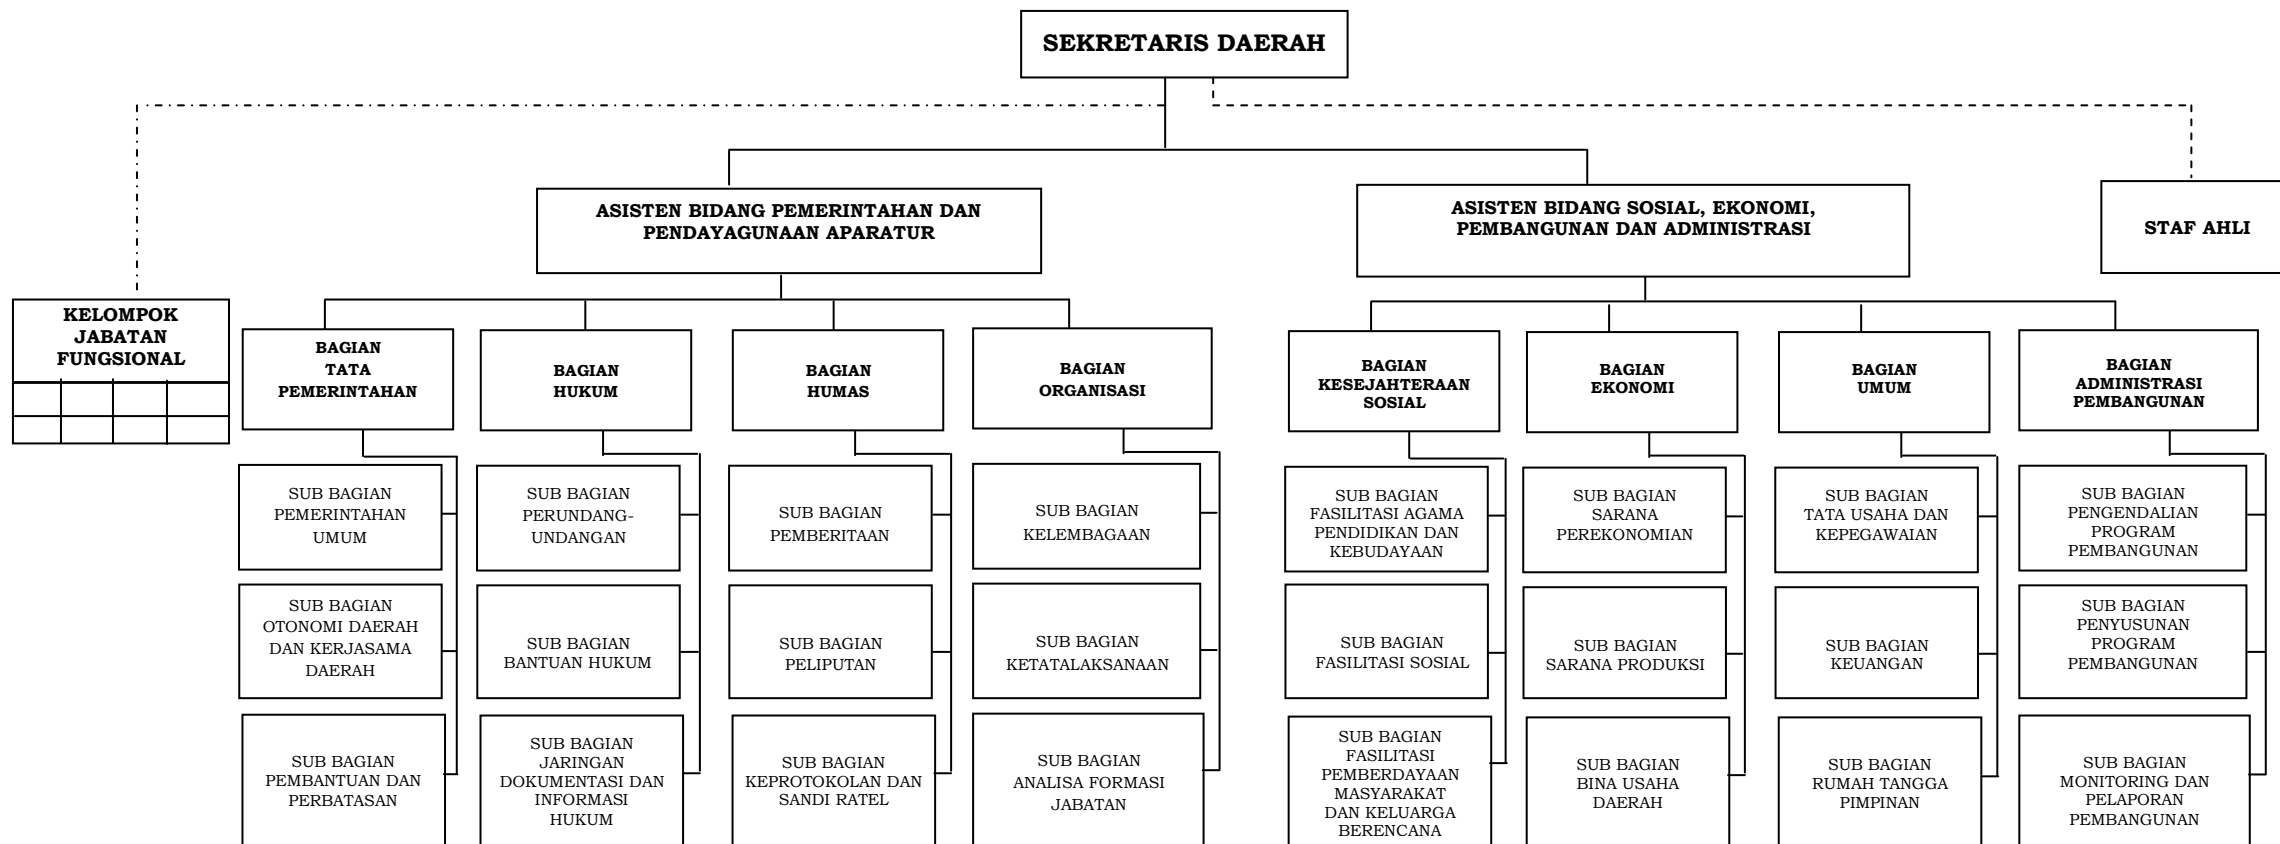 SEKRETARIS DAERAH
ASISTEN BIDANG PEMERINTAHAN DAN
PENDAYAGUNAAN APARATUR
ASISTEN BIDANG SOSIAL, EKONOMI,
PEMBANGUNAN DAN ADMINISTRASI
STAF AHLI
KELOMPOK
JABATAN
FUNGSIONAL
BAGIAN
TATA
PEMERINTAHAN
BAGIAN
HUKUM
BAGIAN
HUMAS
BAGIAN
ORGANISASI
BAGIAN
KESEJAHTERAAN
SOSIAL
BAGIAN
EKONOMI
BAGIAN
UMUM
BAGIAN
ADMINISTRASI
PEMBANGUNAN
SUB BAGIAN
PEMERINTAHAN
UMUM
SUB BAGIAN
PERUNDANG-
UNDANGAN
SUB BAGIAN
PEMBERITAAN
SUB BAGIAN
KELEMBAGAAN
SUB BAGIAN
FASILITASI AGAMA
PENDIDIKAN DAN
KEBUDAYAAN
SUB BAGIAN
SARANA
PEREKONOMIAN
SUB BAGIAN
TATA USAHA DAN
KEPEGAWAIAN
SUB BAGIAN
PENGENDALIAN
PROGRAM
PEMBANGUNAN
SUB BAGIAN
OTONOMI DAERAH
DAN KERJASAMA
DAERAH
SUB BAGIAN
BANTUAN HUKUM
SUB BAGIAN
PELIPUTAN
SUB BAGIAN
KETATALAKSANAAN
SUB BAGIAN
FASILITASI SOSIAL
SUB BAGIAN
SARANA PRODUKSI
SUB BAGIAN
KEUANGAN
SUB BAGIAN
PENYUSUNAN
PROGRAM
PEMBANGUNAN
SUB BAGIAN
PEMBANTUAN DAN
PERBATASAN
SUB BAGIAN
JARINGAN
DOKUMENTASI DAN
INFORMASI
HUKUM
SUB BAGIAN
KEPROTOKOLAN DAN
SANDI RATEL
SUB BAGIAN
ANALISA FORMASI
JABATAN
SUB BAGIAN
FASILITASI
PEMBERDAYAAN
MASYARAKAT
DAN KELUARGA
BERENCANA
SUB BAGIAN
BINA USAHA
DAERAH
SUB BAGIAN
RUMAH TANGGA
PIMPINAN
SUB BAGIAN
MONITORING DAN
PELAPORAN
PEMBANGUNAN